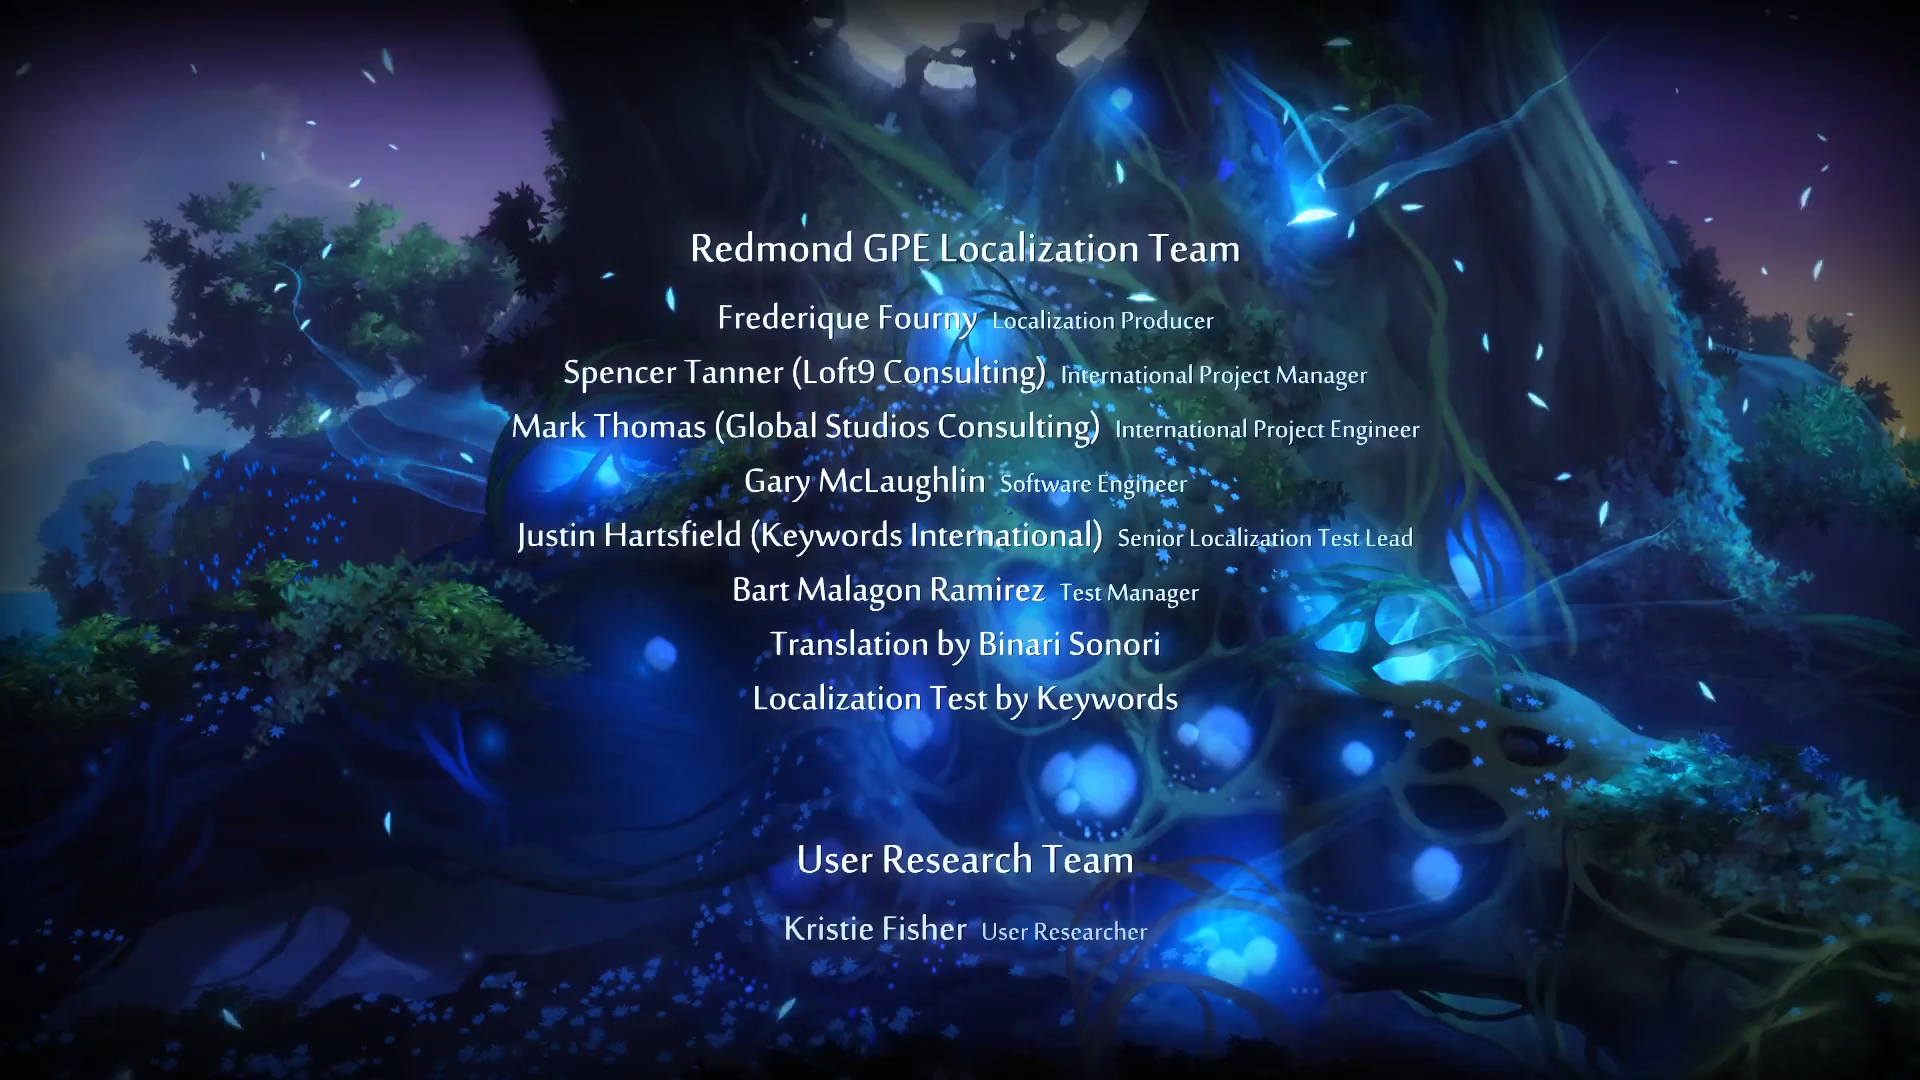 Redmond GPE Localization Team
Frederique Fourny Localization Producer
Spencer Tanner (Loft9 Consulting) International Project Manager
Mark Thomas (Global Studios Consulting) International Project Engineer
Gary McLaughlin Software Engineer
Justin Hartsfield (Keywords International) Senior Localization Test Lead
Bart Malagon Ramirez Test Manager
Translation by Binari Sonori
Localization Test by Keywords
User Research Team
Kristie Fisher User Researcher